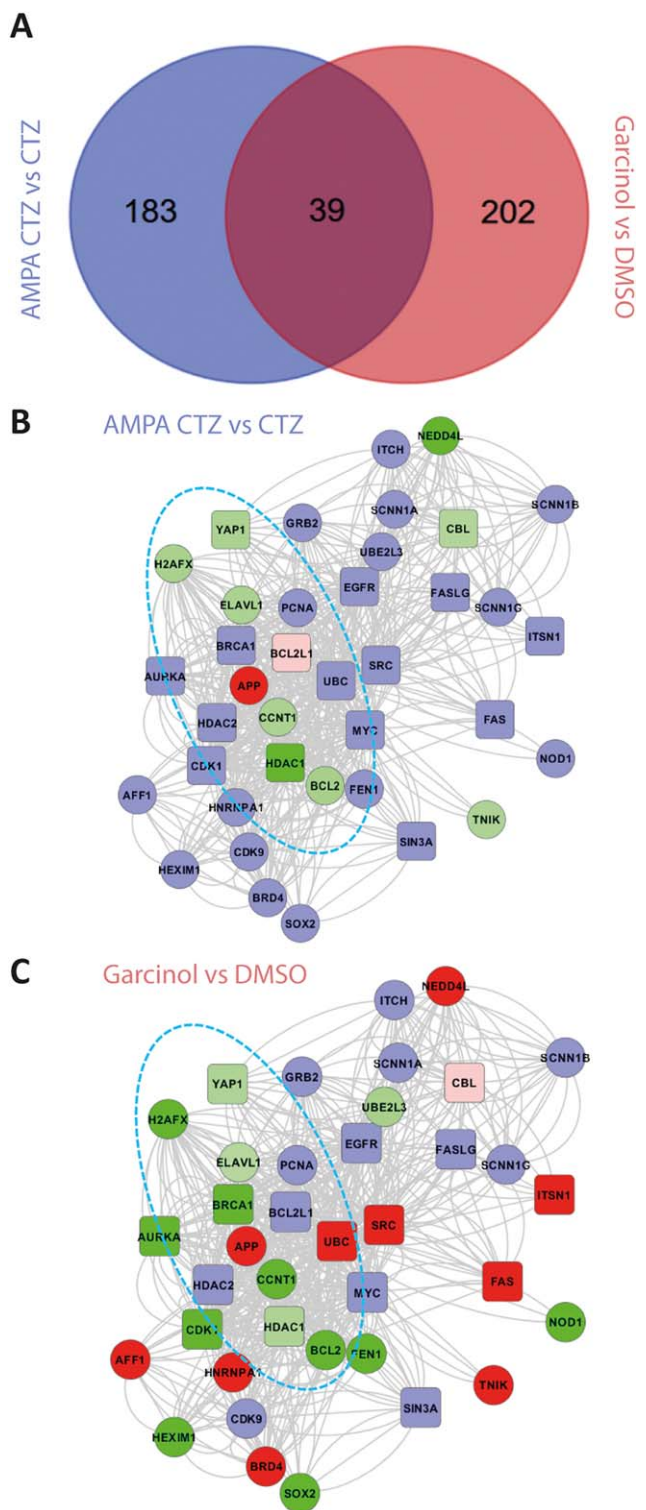 A
AMPA CTZ vs CTZ
183
39
202
Garcinol vs DMSO
B
AMPA CTZ vs CTZ
NEDD4L
ITCH
SCNN1A
SCNN1B
YAP1
GRB2
CBL
UBE2L3
H2AFX
EGFR
FASLG
ELAVL1
PCNA
SCNN1G
ITSN1
BRCA1
BCL2L1
AURKA
UBC
SRC
APP
HDAC2
CCNT1
MYC
FAS
CDK1
HDAC1
NOD1
AFF1
BCL2
FEN1
HNRNPA1
TNIK
CDK9
SIN3A
HEXIM1
BRD4
SOX2
C
Garcinol vs DMSO
NEDD4L
ITCH
SCNN1A
SCNN1B
YAP1
GRB2
CBL
UBE2L3
H2AFX
EGFR
FASLG
ELAVL1
PCNA
SCNN1G
ITSN1
BRCA1
BCL2L1
AURKA
UBC
SRC
APP
HDAC2
CCNT1
MYC
FAS
CDK1
HDAC1
NOD1
AFF1
BCL2
FEN1
HNRNPA1
TNIK
CDK9
SIN3A
HEXIM1
BRD4
SOX2